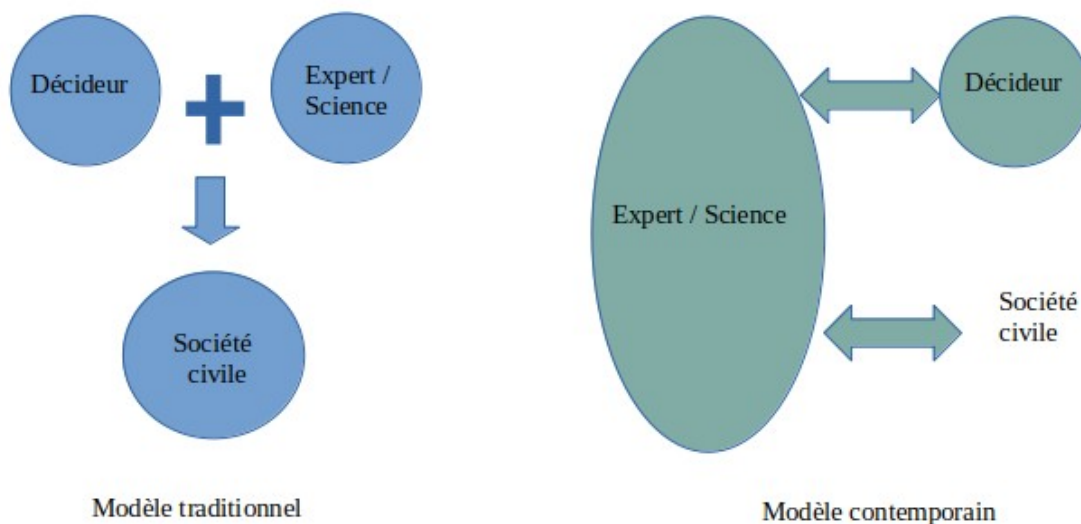 Décideur
Expert /
Science
Société
civile
Modèle traditionnel
Expert / Science
Décideur
Société
civile
Modèle contemporain